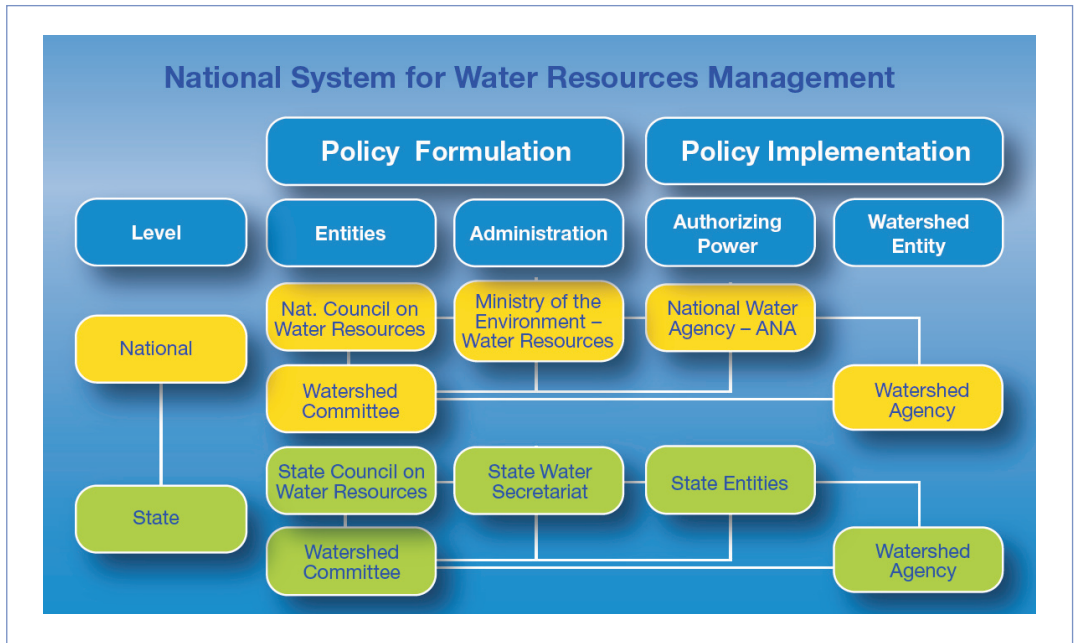 National System for Water Resources Management
Policy Formulation
Policy Implementation
Level
Entities
Administration
Authorizing
Power
Watershed
Entity
National
Nat. Council on
Water Resources
Ministry of the
Environment –
Water Resources
National Water
Agency – ANA
Watershed
Committee
Watershed
Agency
State
State Council on
Water Resources
State Water
Secretariat
State Entities
Watershed
Committee
Watershed
Agency